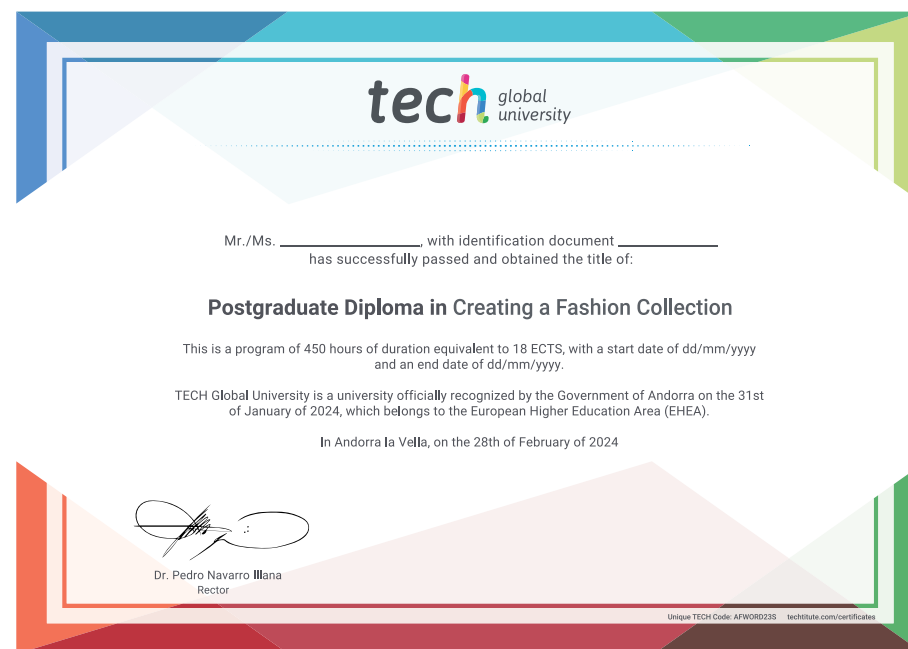 tech global
university
Mr./Ms. ____________________, with identification document ______________
has successfully passed and obtained the title of:
Postgraduate Diploma in Creating a Fashion Collection
This is a program of 450 hours of duration equivalent to 18 ECTS, with a start date of dd/mm/yyyy
and an end date of dd/mm/yyyy.
TECH Global University is a university officially recognized by the Government of Andorra on the 31st
of January of 2024, which belongs to the European Higher Education Area (EHEA).
In Andorra la Vella, on the 28th of February of 2024
Dr. Pedro Navarro Illana
Rector
Unique TECH Code: AFWORD23S techtitute.com/certificates